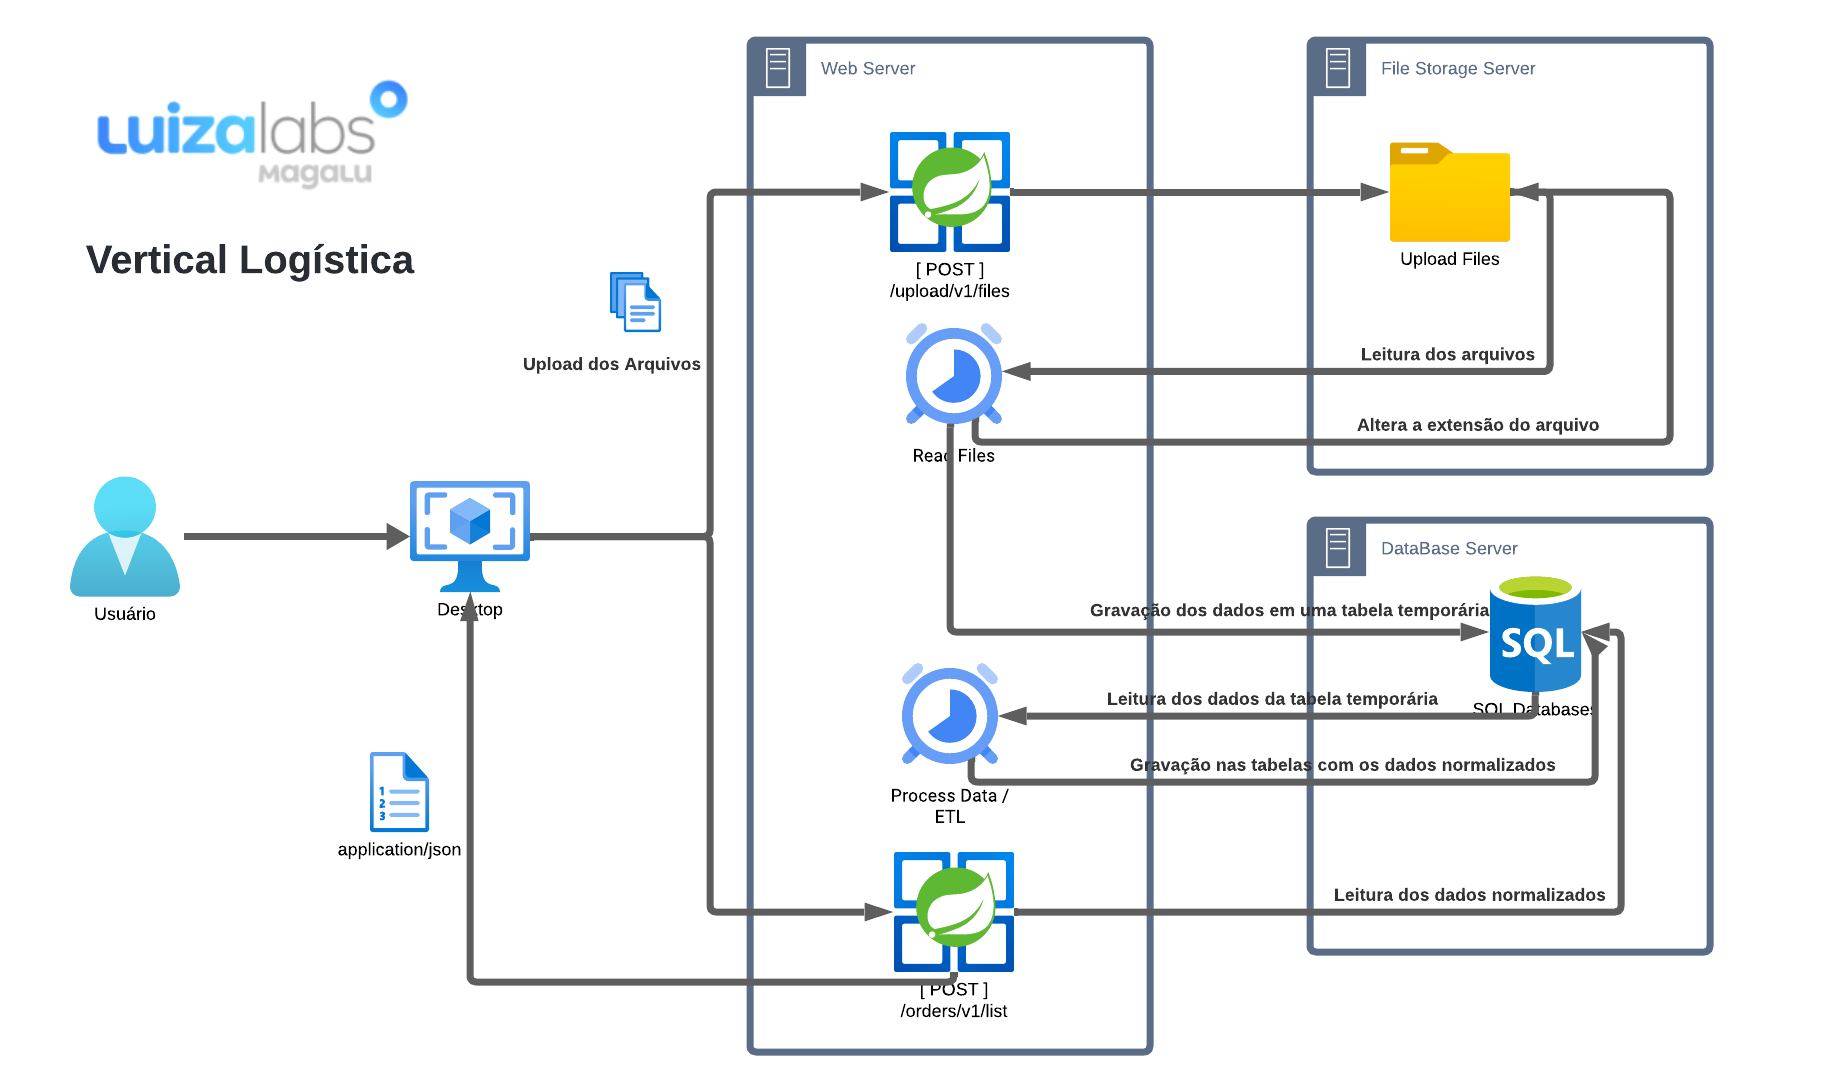 luizalabs
Magalu
Vertical Logística
Web Server
File Storage Server
[ POST ]
/upload/v1/files
Upload Files
Upload dos Arquivos
Leitura dos arquivos
Altera a extensão do arquivo
Read Files
DataBase Server
Usuário
Desktop
Gravação dos dados em uma tabela temporária
SQL
Leitura dos dados da tabela temporária
SQL Databases
Gravação nas tabelas com os dados normalizados
Process Data /
ETL
1
2
3
application/json
Leitura dos dados normalizados
[ POST ]
/orders/v1/list